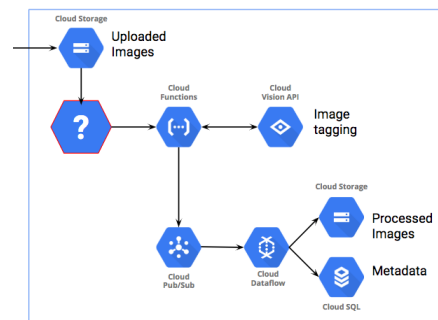 Cloud Storage
Uploaded
Images
?
Cloud
Functions
Cloud
Vision API
Image
tagging
Cloud Storage
Processed
Images
Cloud
Pub/Sub
Cloud
Dataflow
Metadata
Cloud SQL